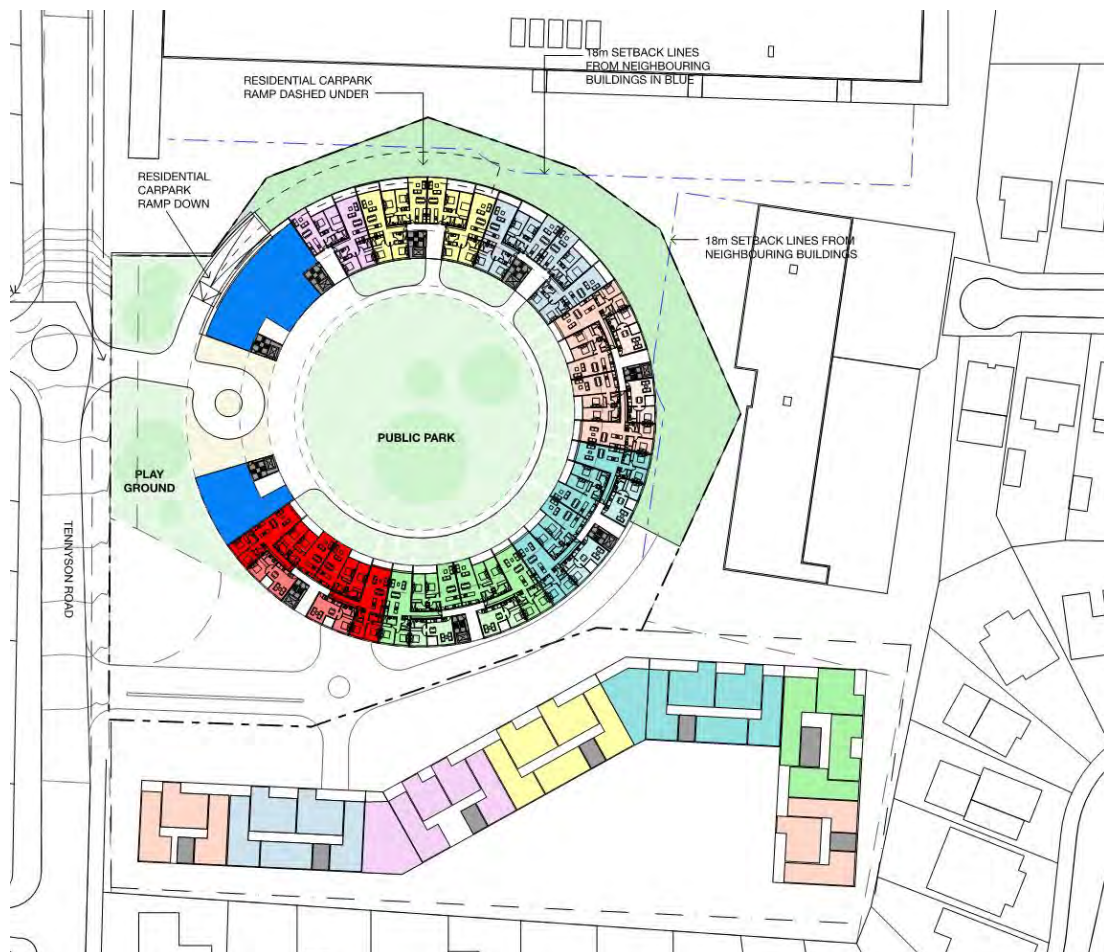 18m SETBACK LINES
FROM NEIGHBOURING
BUILDINGS IN BLUE
RESIDENTIAL CARPARK
RAMP DASHED UNDER
RESIDENTIAL
CARPARK
RAMP DOWN
18m SETBACK LINES FROM
NEIGHBOURING BUILDINGS
PUBLIC PARK
PLAY
GROUND
TENNYSON ROAD